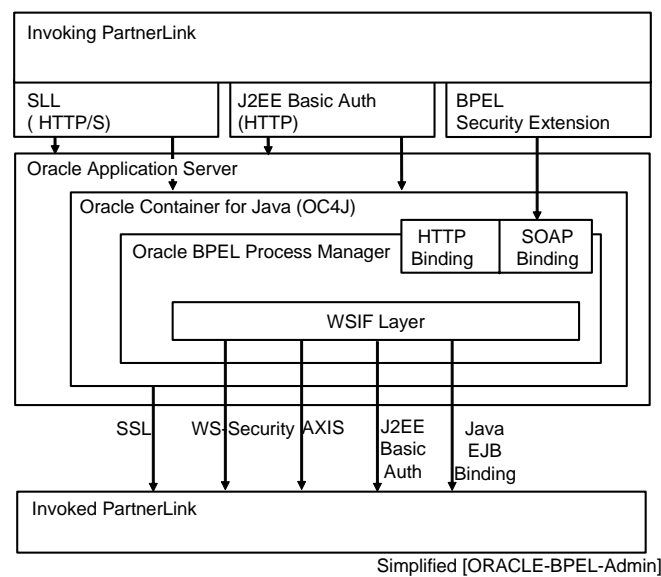 Invoking PartnerLink
SLL
( HTTP/S)
J2EE Basic Auth
(HTTP)
BPEL
Security Extension
Oracle Application Server
Oracle Container for Java (OC4J)
Oracle BPEL Process Manager
HTTP
Binding
SOAP
Binding
WSIF Layer
SSL
WS-Security
AXIS
J2EE
Basic
Auth
Java
EJB
Binding
Invoked PartnerLink
Simplified [ORACLE-BPEL-Admin]